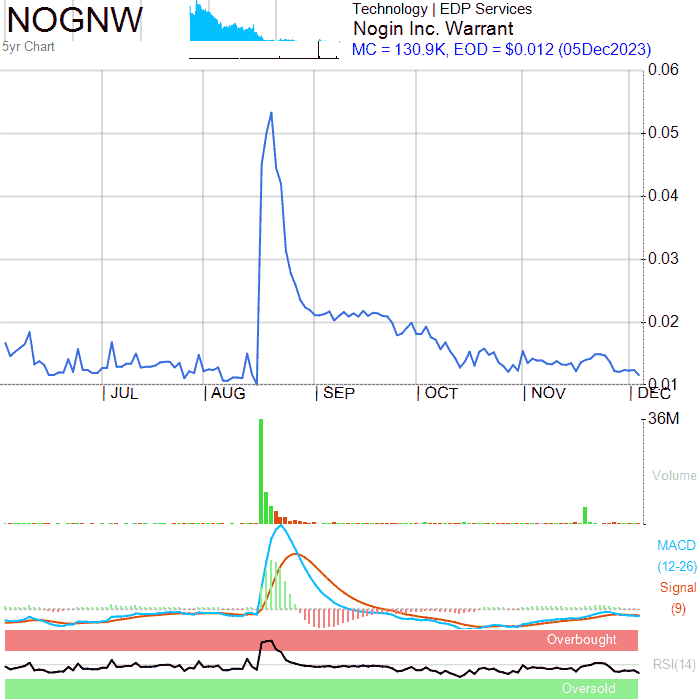 NOGNW
5yr Chart
Technology | EDP Services
Nogin Inc. Warrant
MC = 130.9K, EOD = $0.012 (05Dec2023)
0.06
0.05
0.04
0.03
0.02
0.01
JUL AUG SEP OCT NOV DEC
36M
Volume
MACD
(12-26)
Signal
(9)
Overbought
RSI(14)
Oversold